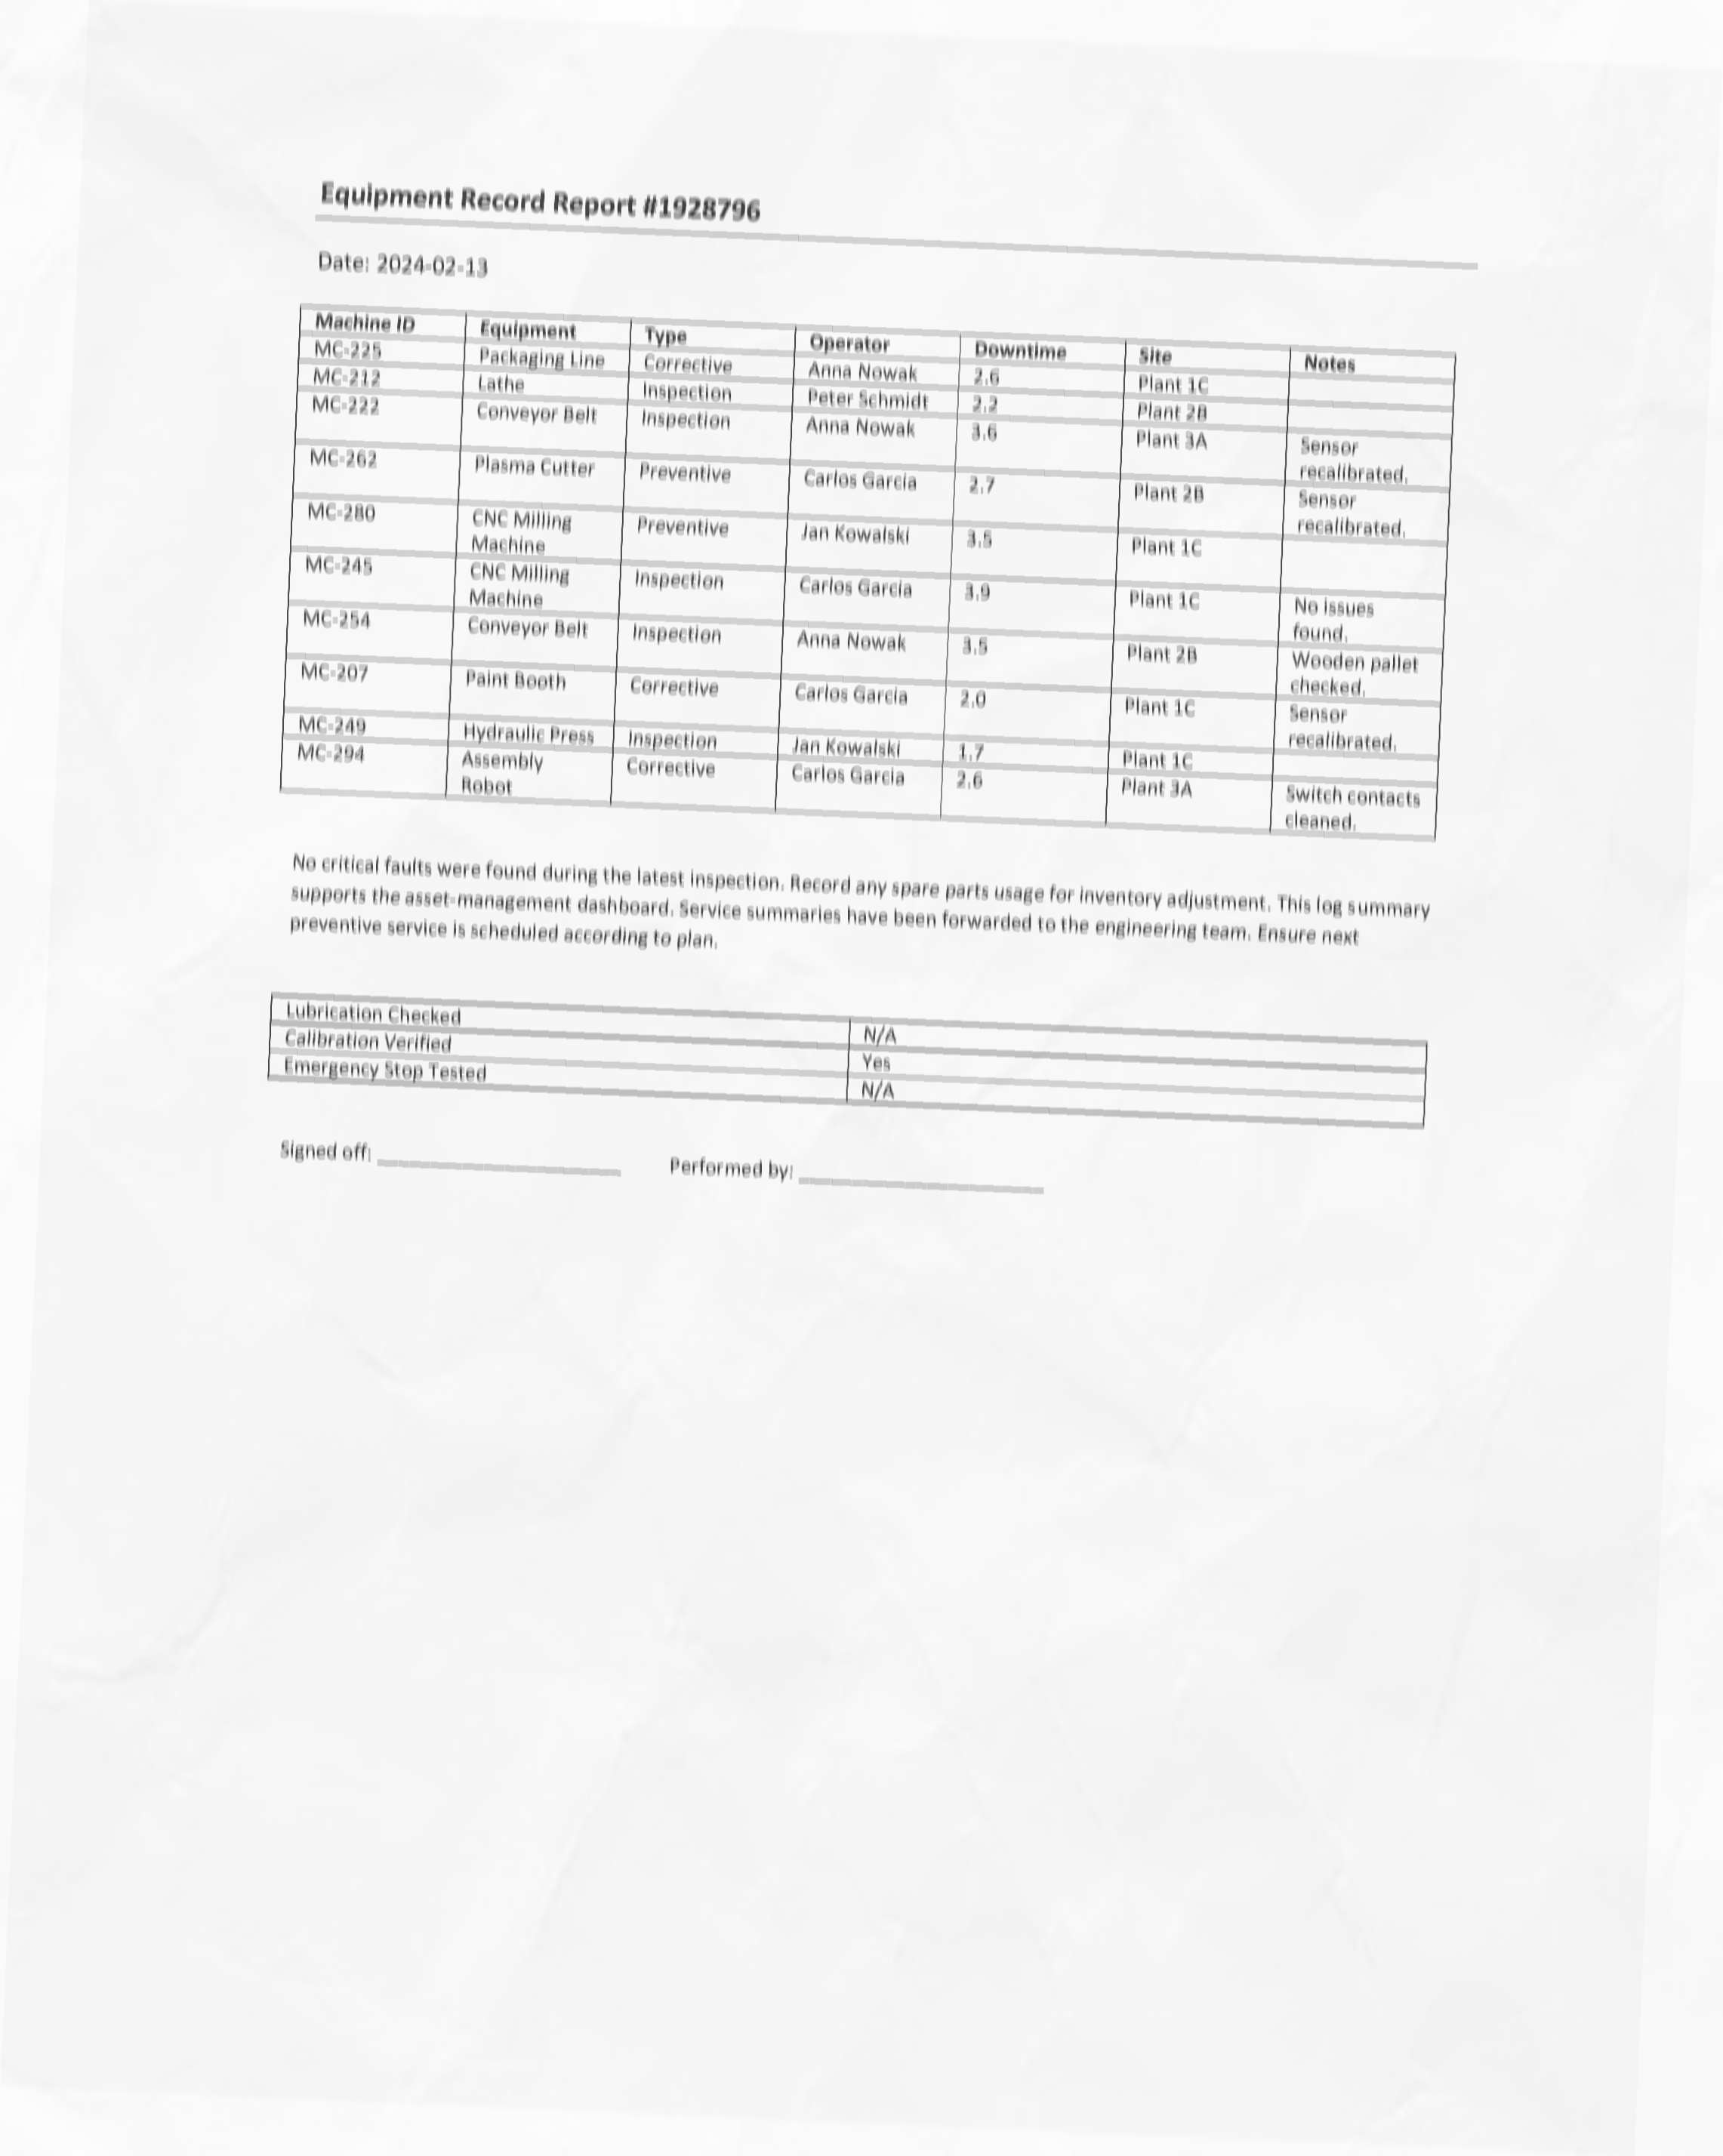 Equipment Record Report #1928796
Date: 2024-02-13
Machine ID Equipment Type Operator Downtime Site Notes
MC-225 Packaging Line Corrective Anna Nowak 2.6 Plant 1C
MC-212 Lathe Inspection Peter Schmidt 2.2 Plant 2B
MC-222 Conveyor Belt Inspection Anna Nowak 3.6 Plant 3A Sensor
recalibrated.
MC-262 Plasma Cutter Preventive Carlos Garcia 2.7 Plant 2B Sensor
recalibrated.
MC-280 CNC Milling Preventive Jan Kowalski 3.5 Plant 1C
Machine
MC-245 CNC Milling Inspection Carlos Garcia 3.9 Plant 1C No issues
Machine found.
MC-254 Conveyor Belt Inspection Anna Nowak 3.5 Plant 2B Wooden pallet
checked.
MC-207 Paint Booth Corrective Carlos Garcia 2.0 Plant 1C Sensor
recalibrated.
MC-249 Hydraulic Press Inspection Jan Kowalski 1.7 Plant 1C
MC-294 Assembly Corrective Carlos Garcia 2.6 Plant 3A Switch contacts
Robot cleaned.
No critical faults were found during the latest inspection. Record any spare parts usage for inventory adjustment. This log summary
supports the asset-management dashboard. Service summaries have been forwarded to the engineering team. Ensure next
preventive service is scheduled according to plan.
Lubrication Checked N/A
Calibration Verified Yes
Emergency Stop Tested N/A
Signed off: Performed by: